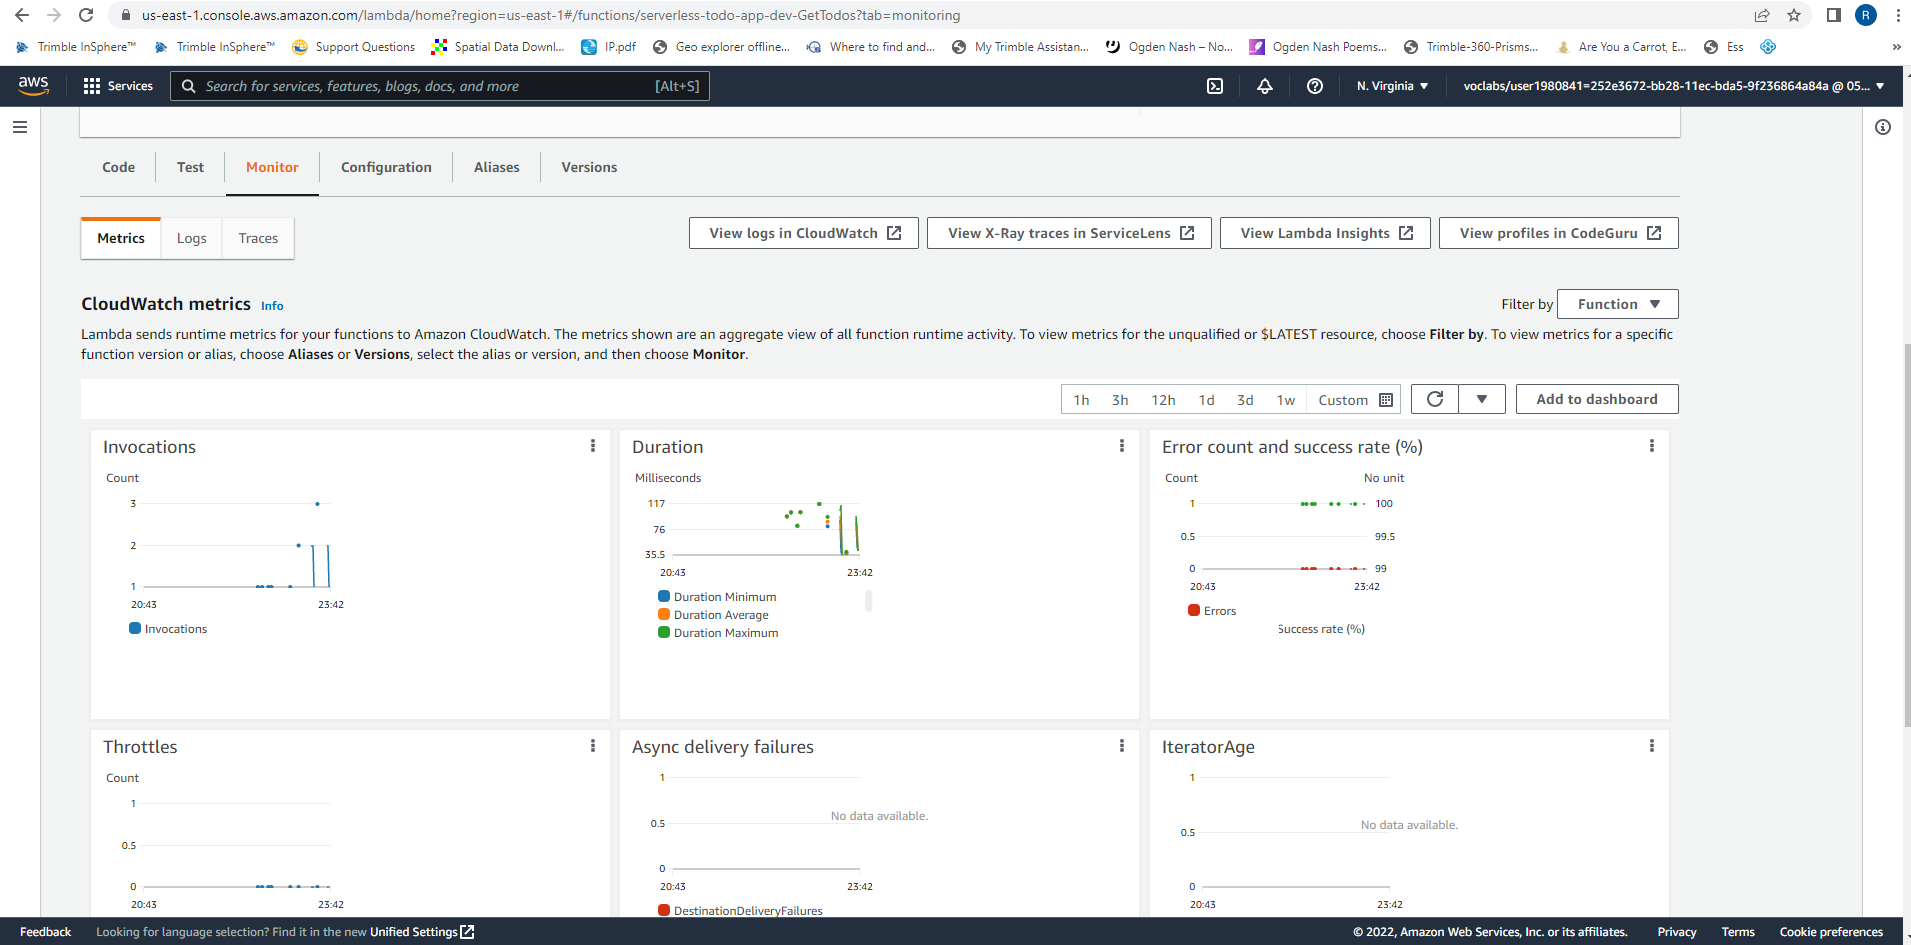 us-east-1.console.aws.amazon.com/lambda/home?region=us-east-1#/functions/serverless-todo-app-dev-GetTodos?tab=monitoring
R
Trimble InSphere™ Trimble InSphere™ Support Questions Spatial Data Downl... IP.pdf Geo explorer offline... Where to find and... My Trimble Assistan... Ogden Nash – No... Ogden Nash Poems... Trimble-360-Prisms... Are You a Carrot, E... Ess »
aws Services Search for services, features, blogs, docs, and more [Alt+S] N. Virginia voclabs/user1980841=252e3672-bb28-11ec-bda5-9f236864a84a @ 05...
Code Test Monitor Configuration Aliases Versions
Metrics Logs Traces View logs in CloudWatch View X-Ray traces in ServiceLens View Lambda Insights View profiles in CodeGuru
CloudWatch metrics Info Filter by Function
Lambda sends runtime metrics for your functions to Amazon CloudWatch. The metrics shown are an aggregate view of all function runtime activity. To view metrics for the unqualified or $LATEST resource, choose Filter by. To view metrics for a specific
function version or alias, choose Aliases or Versions, select the alias or version, and then choose Monitor.
1h 3h 12h 1d 3d 1w Custom Add to dashboard
Invocations
Count
3
2
1
20:43 23:42
Invocations
Duration
Milliseconds
117
76
35.5
20:43 23:42
Duration Minimum
Duration Average
Duration Maximum
Error count and success rate (%)
Count No unit
1 100
0.5 99.5
0 99
20:43 23:42
Errors
Success rate (%)
Throttles
Count
1
0.5
0
20:43 23:42
Async delivery failures
1
No data available.
0.5
0
20:43 23:42
DestinationDeliveryFailures
IteratorAge
1
No data available.
0.5
0
20:43 23:42
Feedback Looking for language selection? Find it in the new Unified Settings © 2022, Amazon Web Services, Inc. or its affiliates. Privacy Terms Cookie preferences